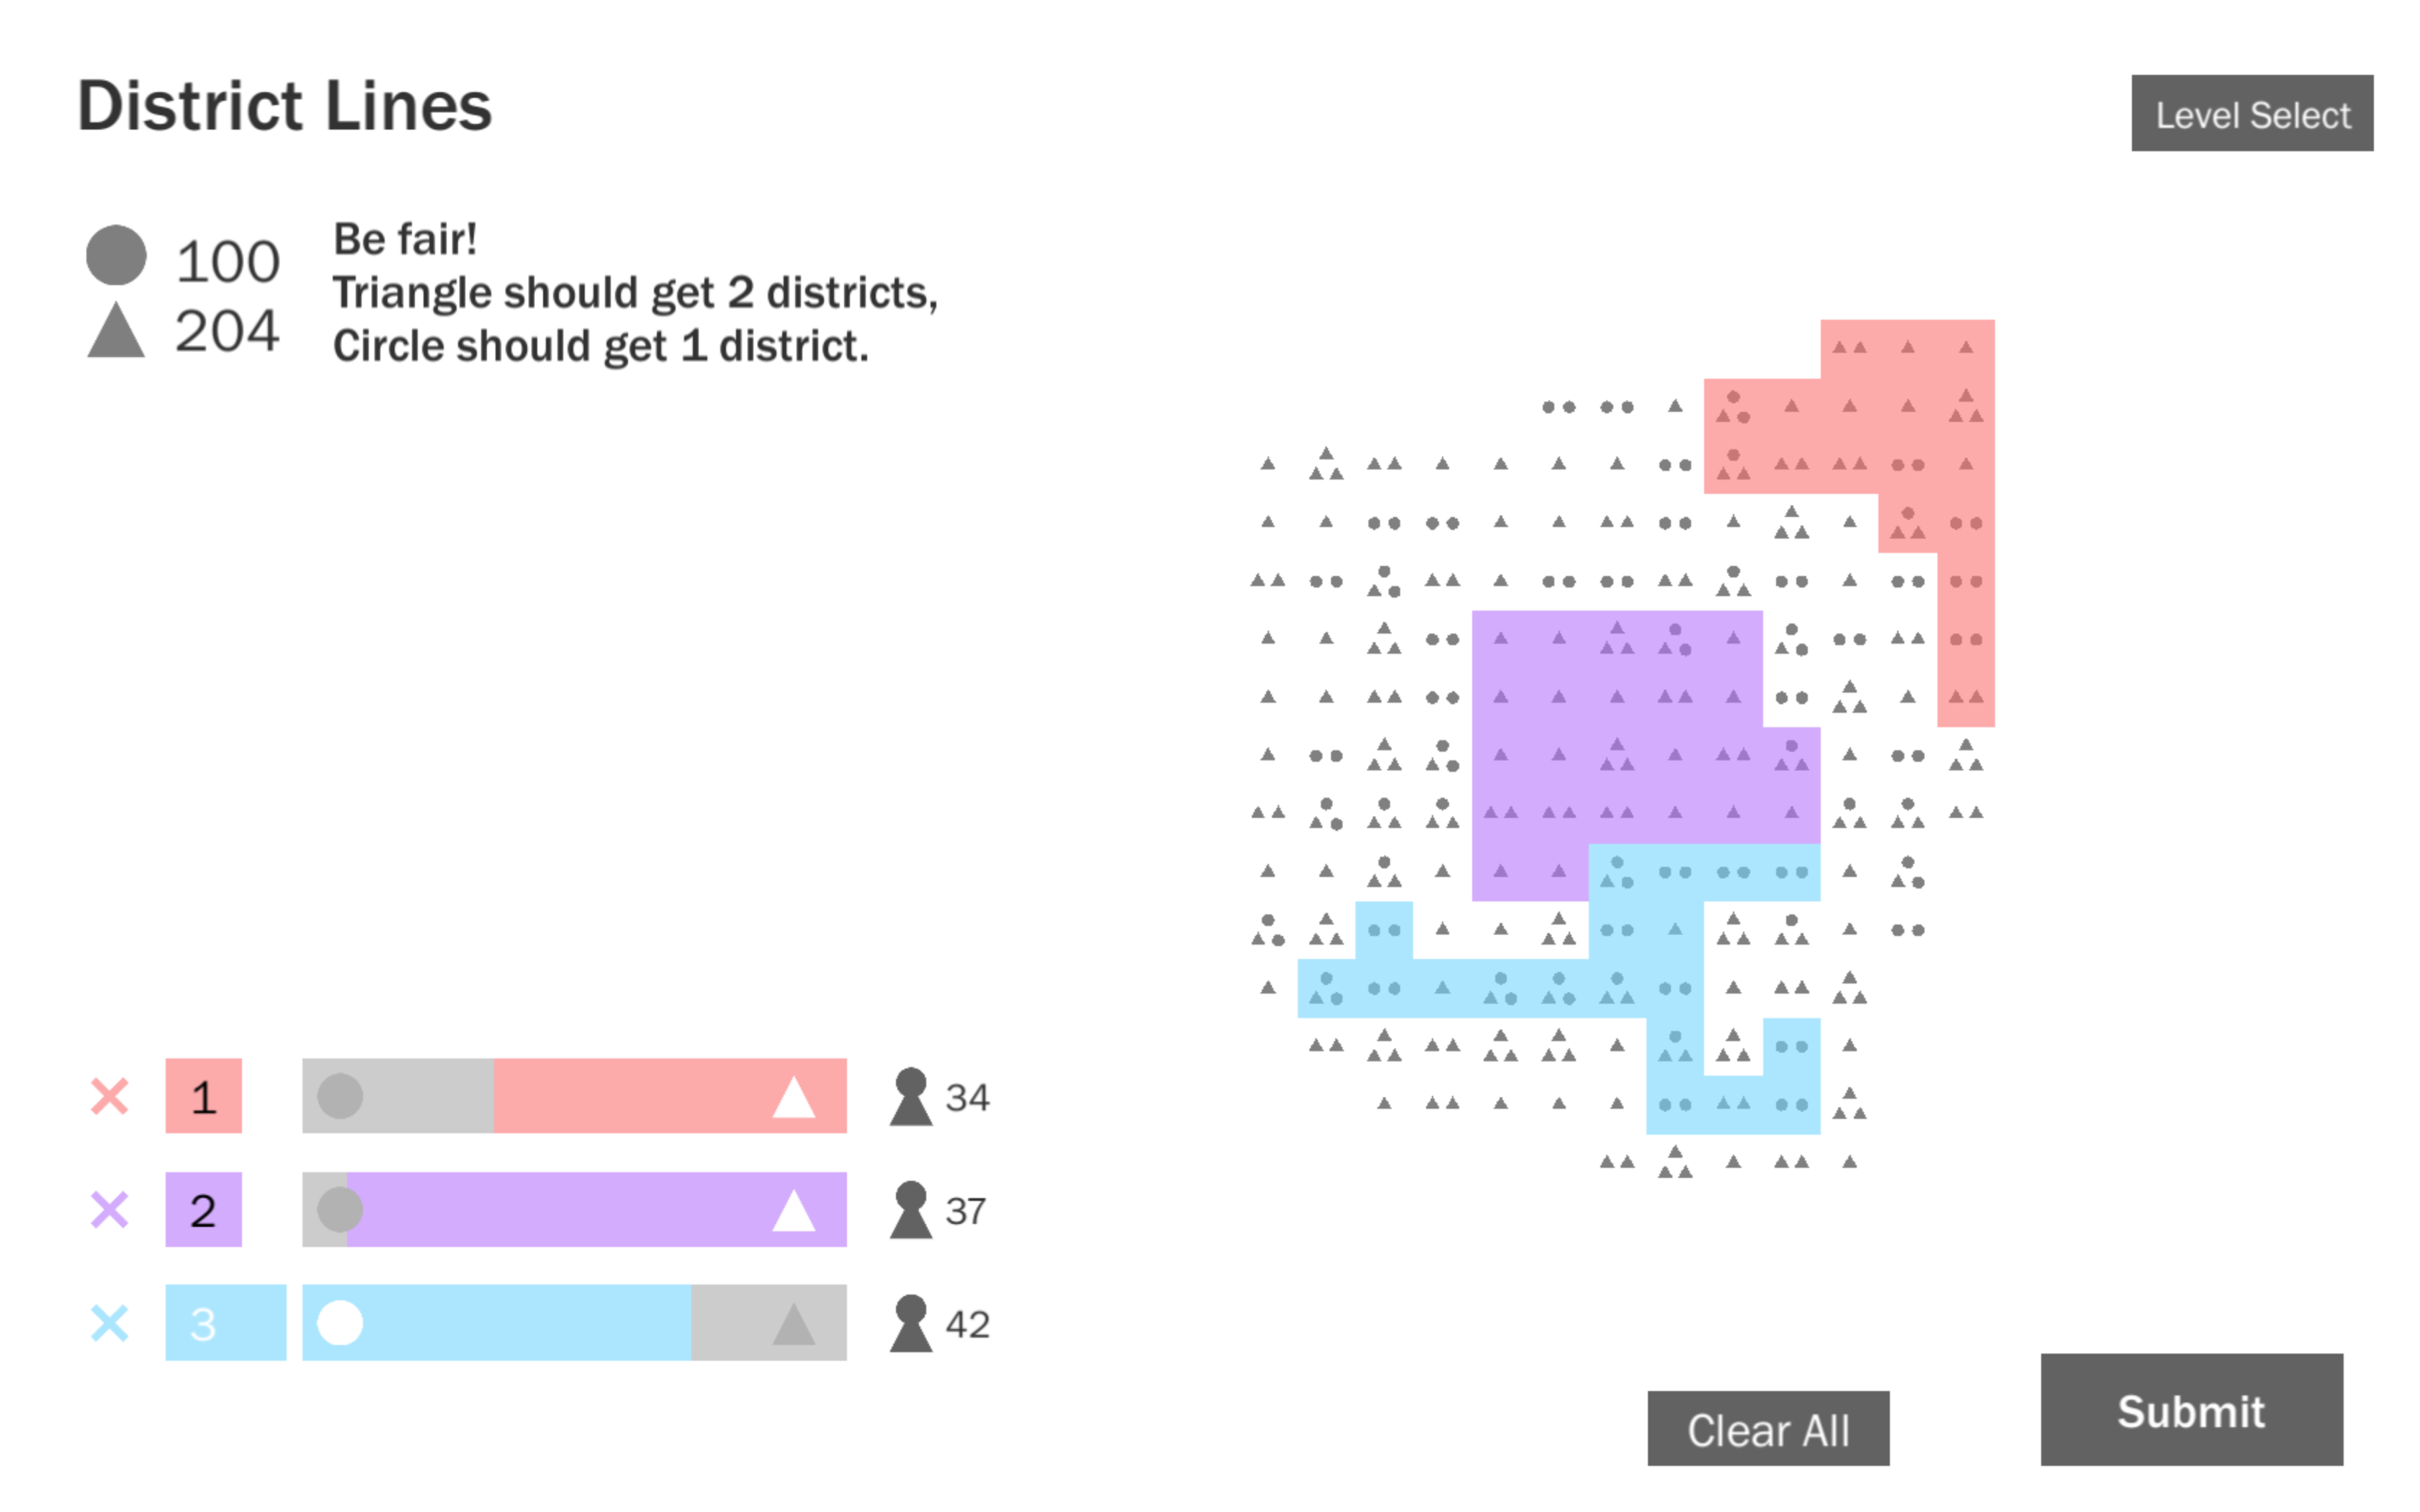 District Lines
Level Select
100
204
Be fair!
Triangle should get 2 districts,
Circle should get 1 district.
1
34
2
37
3
42
Clear All
Submit